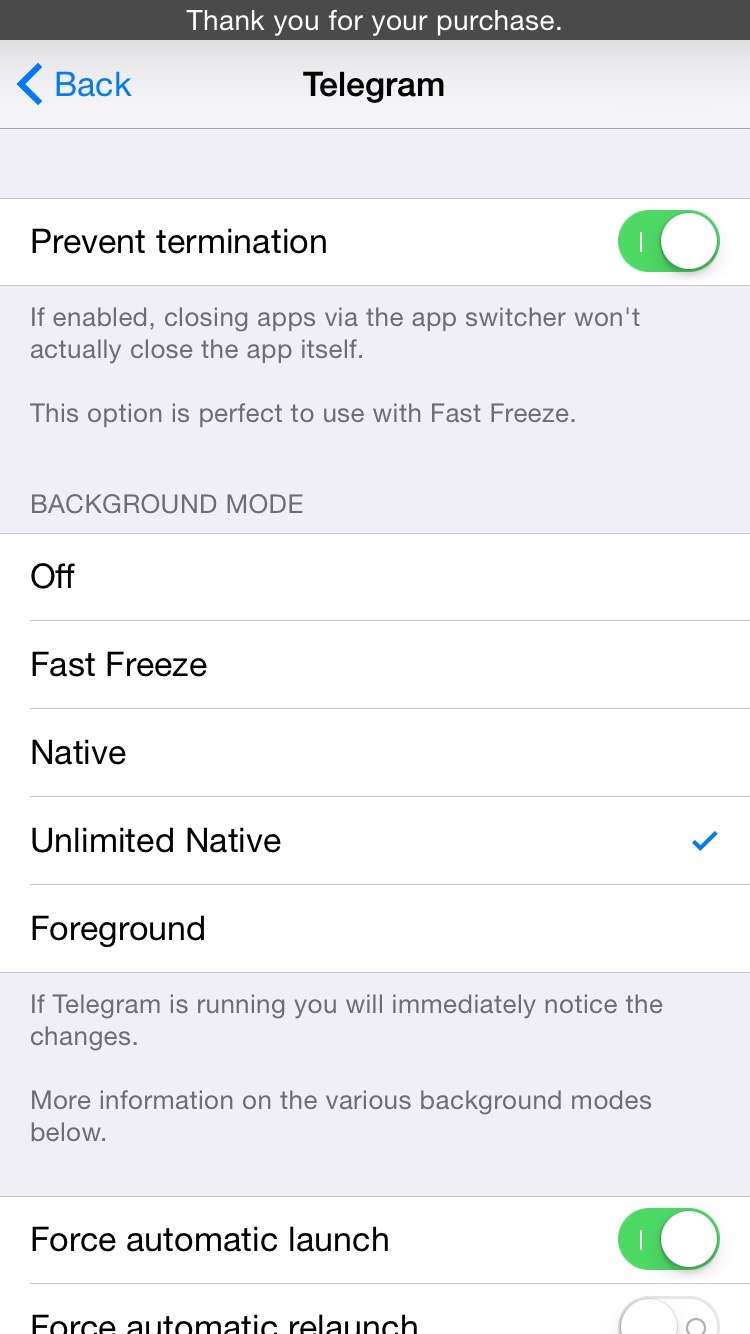 Thank you for your purchase.
Back
Telegram
Prevent termination
If enabled, closing apps via the app switcher won't
actually close the app itself.
This option is perfect to use with Fast Freeze.
BACKGROUND MODE
Off
Fast Freeze
Native
Unlimited Native
Foreground
If Telegram is running you will immediately notice the
changes.
More information on the various background modes
below.
Force automatic launch
Force automatic relaunch